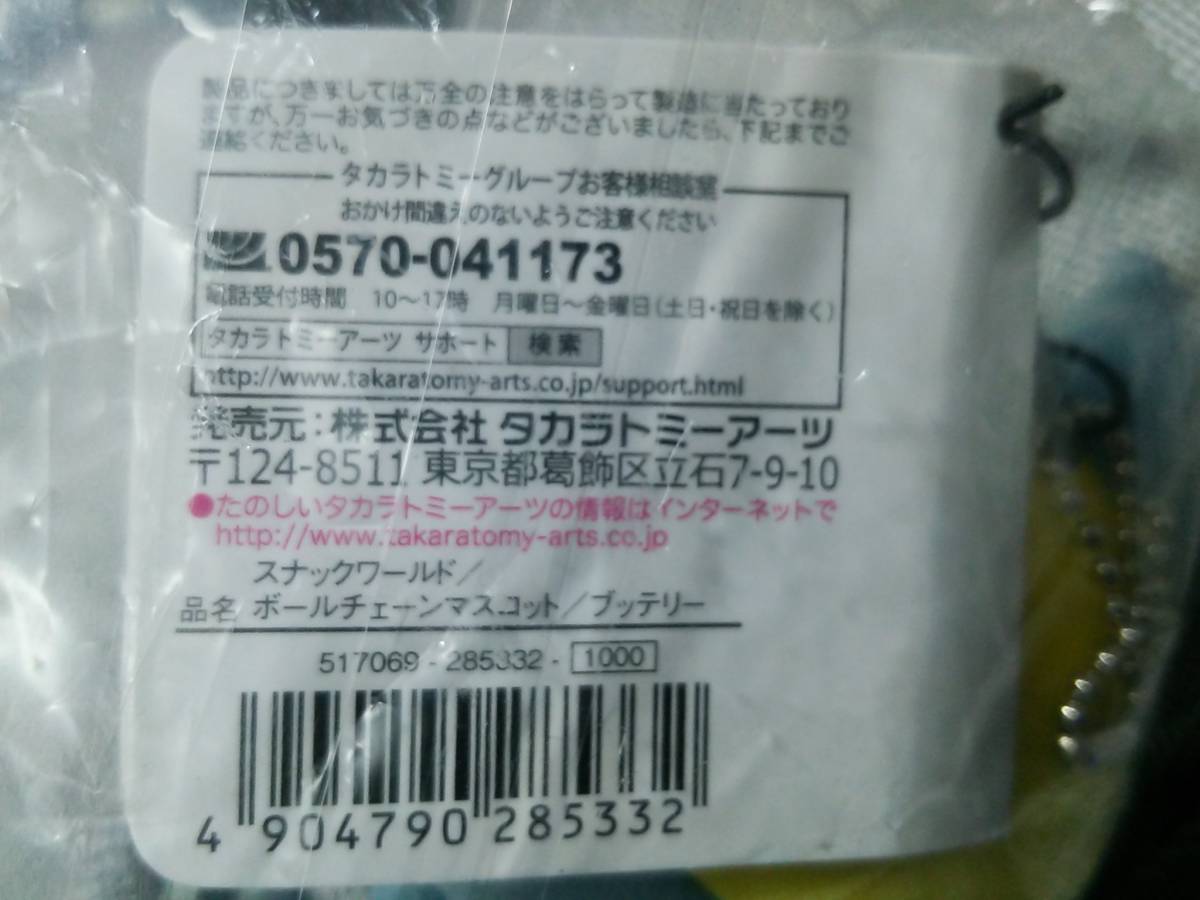 製品につきましては万全の注意をはらって製造に当たっており
ますが、万一お気づきの点などがございましたら、下記までご
連絡ください。
タカラトミーグループお客様相談室
おかけ間違えのないようご注意ください
0570-041173
電話受付時間 10～17時 月曜日～金曜日(土日・祝日を除く)
タカラトミーアーツ サポート 検索
http://www.takaratomy-arts.co.jp/support.html
発売元：株式会社 タカラトミーアーツ
〒124-8511 東京都葛飾区立石7-9-10
●たのしいタカラトミーアーツの情報はインターネットで
http://www.takaratomy-arts.co.jp
スナックワールド／
品名 ボールチェーンマスコット／ブッテリー
517069 - 285332 - 1000
4 904790 285332